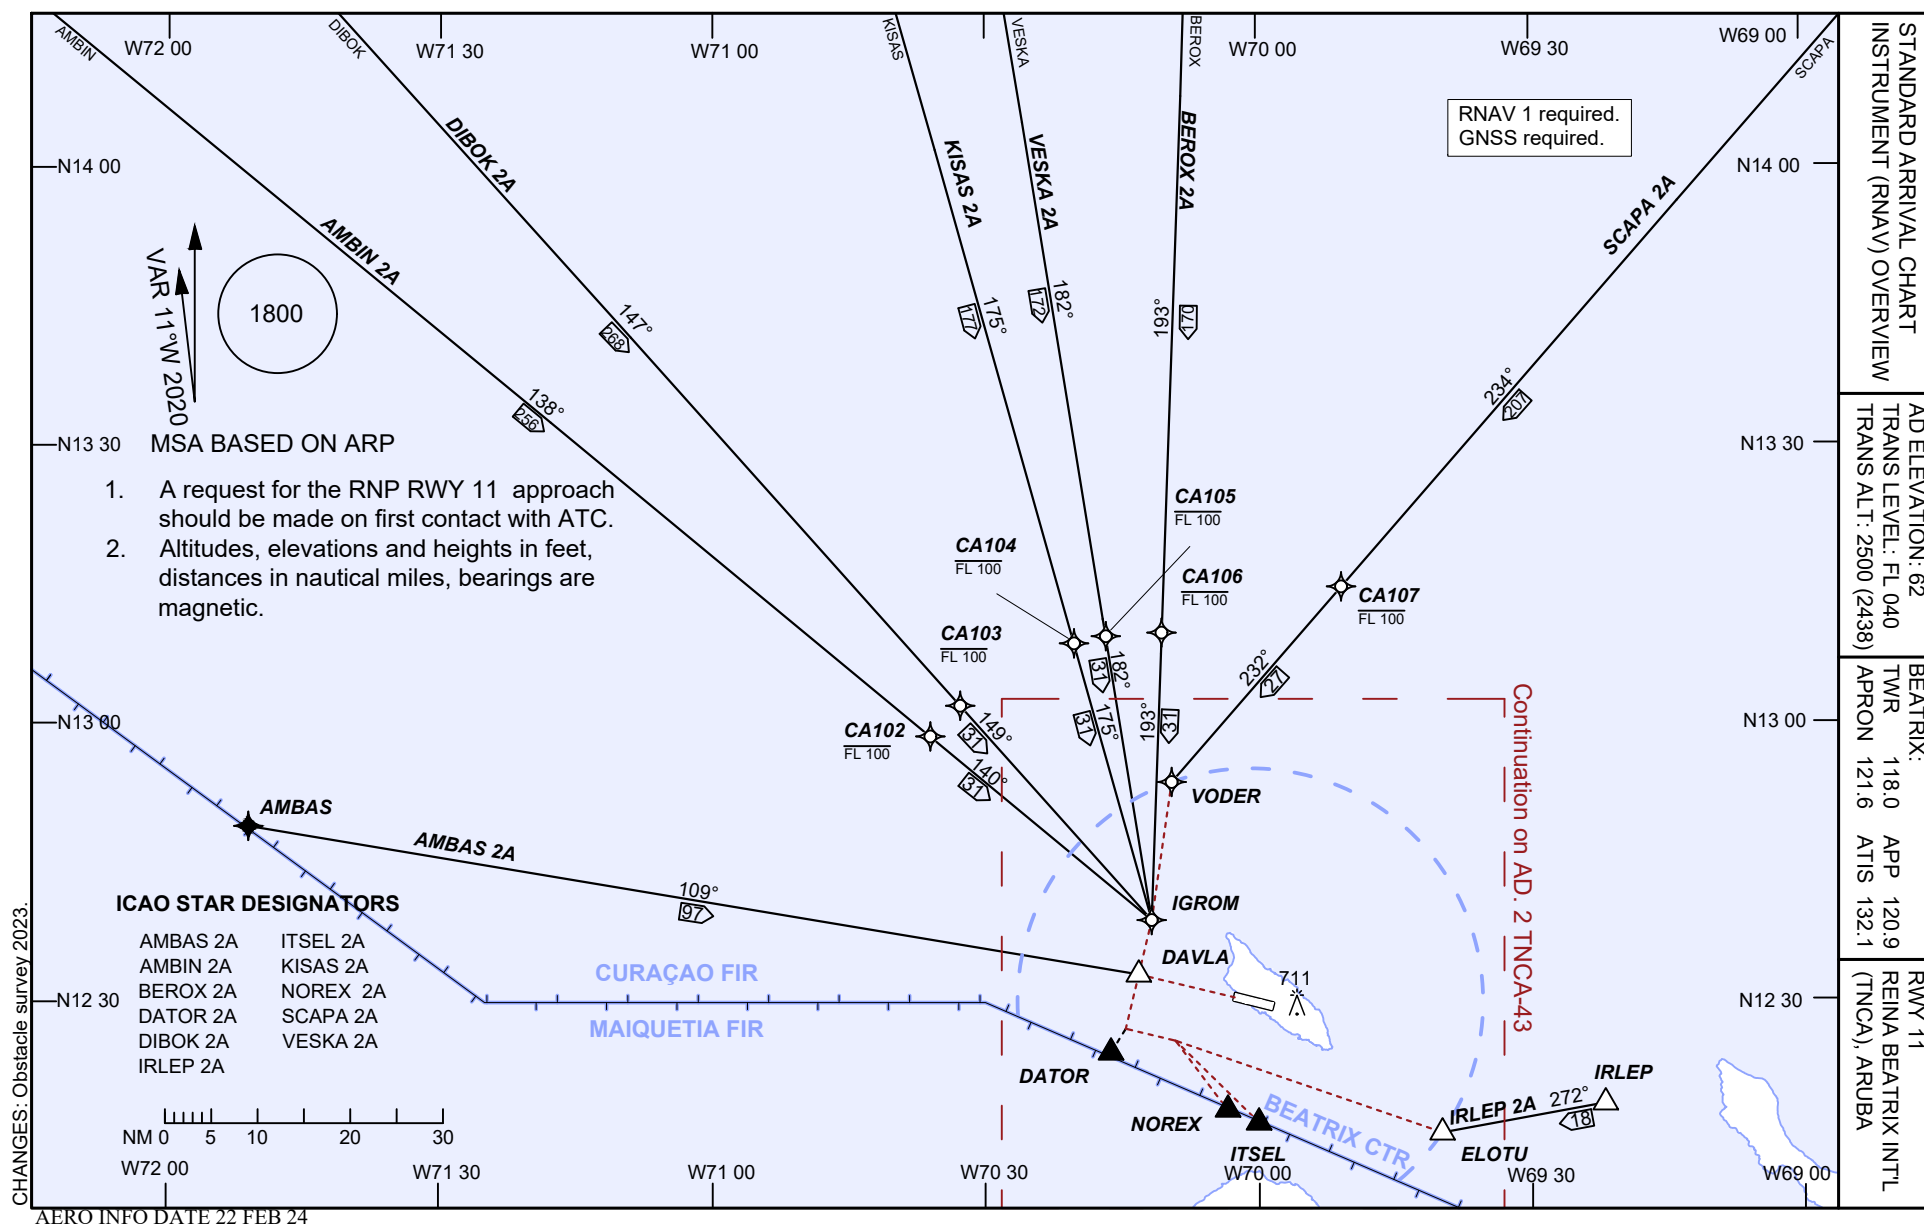 AMBIN
W72 00
DIBOK
W71 30
W71 00
KISAS
VESKA
BEROX
W70 00
W69 30
W69 00
SCAPA
RNAV 1 required.
GNSS required.
N14 00
N14 00
DIBOK 2A
KISAS 2A
VESKA 2A
BEROX 2A
SCAPA 2A
AMBIN 2A
VAR 11°W 2020
1800
147°
268
175°
177
182°
172
193°
170
234°
207
138°
256
N13 30
N13 30
MSA BASED ON ARP
1. A request for the RNP RWY 11 approach
should be made on first contact with ATC.
2. Altitudes, elevations and heights in feet,
distances in nautical miles, bearings are
magnetic.
CA105
FL 100
CA104
FL 100
CA106
FL 100
CA107
FL 100
CA103
FL 100
CA102
FL 100
182°
31
175°
31
193°
31
232°
27
149°
31
140°
31
N13 00
N13 00
VODER
AMBAS
AMBAS 2A
109°
97
IGROM
DAVLA
711
Continuation on AD. 2 TNCA-43
ICAO STAR DESIGNATORS
AMBAS 2A ITSEL 2A
AMBIN 2A KISAS 2A
BEROX 2A NOREX 2A
DATOR 2A SCAPA 2A
DIBOK 2A VESKA 2A
IRLEP 2A
CURAÇAO FIR
MAIQUETIA FIR
N12 30
N12 30
DATOR
NOREX
ITSEL
BEATRIX CTR
IRLEP 2A
272°
18
IRLEP
ELOTU
NM 0 5 10 20 30
W72 00
W71 30
W71 00
W70 30
W70 00
W69 30
W69 00
CHANGES: Obstacle survey 2023.
AERO INFO DATE 22 FEB 24
STANDARD ARRIVAL CHART
INSTRUMENT (RNAV) OVERVIEW
AD ELEVATION: 62
TRANS LEVEL: FL 040
TRANS ALT: 2500 (2438)
BEATRIX:
TWR 118.0 APP 120.9
APRON 121.6 ATIS 132.1
RWY 11
REINA BEATRIX INT'L
(TNCA), ARUBA